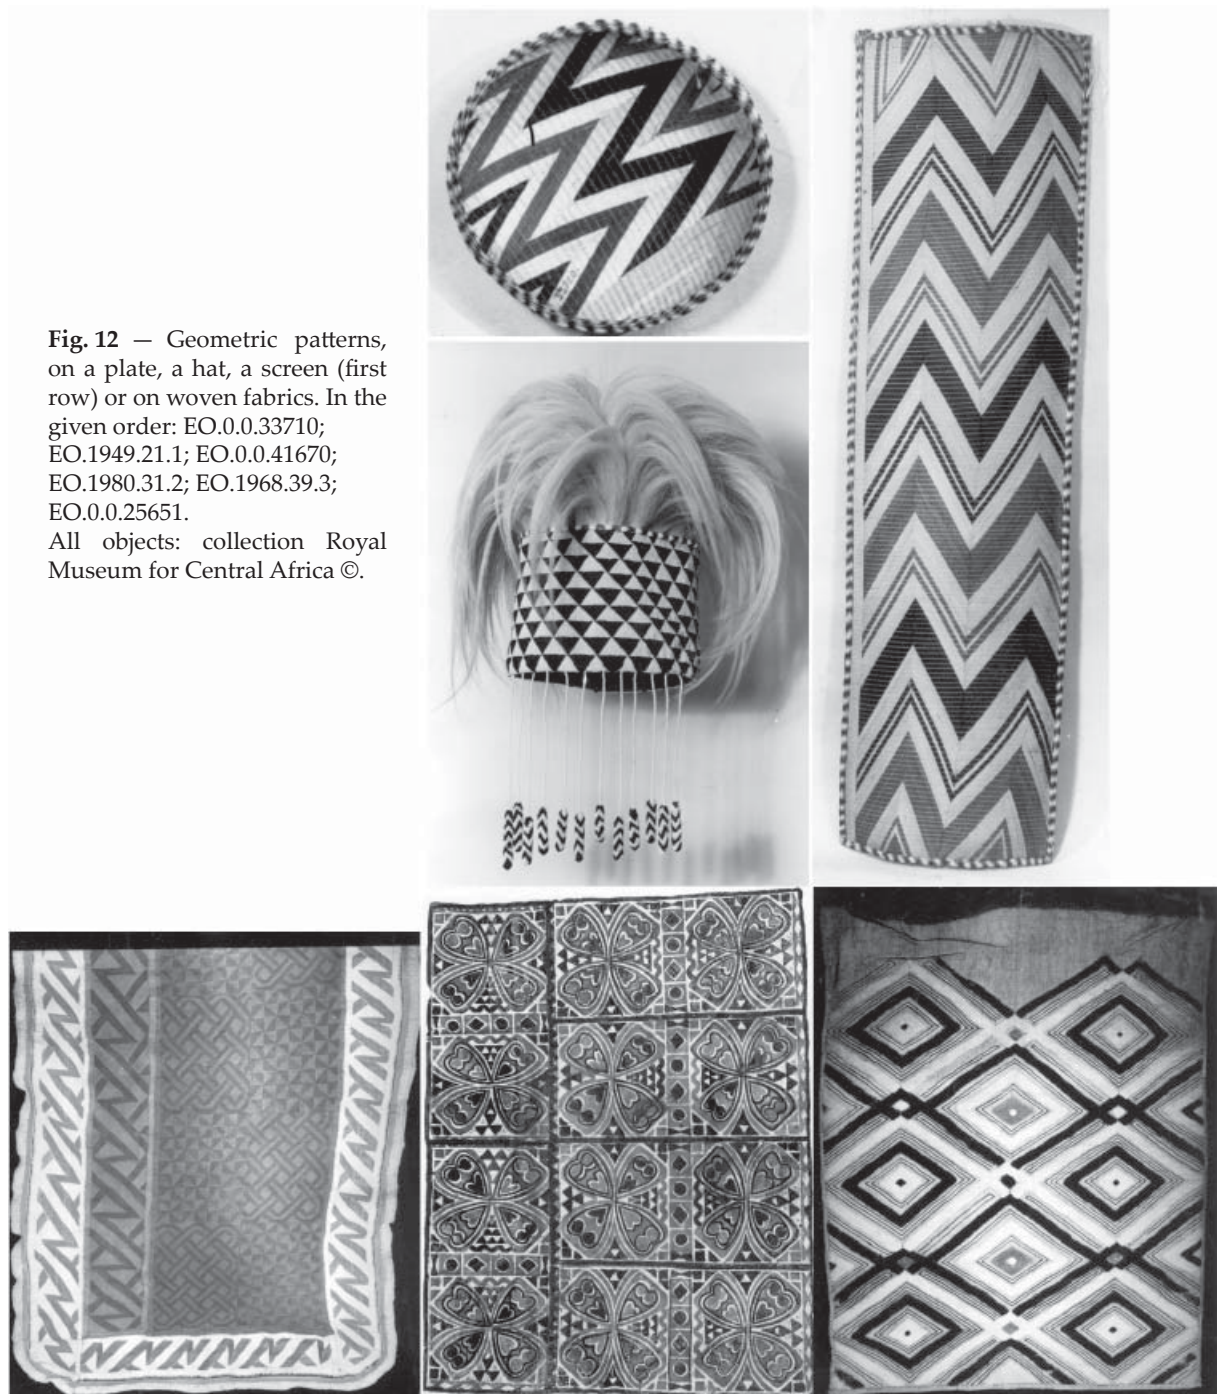 Fig. 12 — Geometric patterns,
on a plate, a hat, a screen (first
row) or on woven fabrics. In the
given order: EO.0.0.33710;
EO.1949.21.1; EO.0.0.41670;
EO.1980.31.2; EO.1968.39.3;
EO.0.0.25651.
All objects: collection Royal
Museum for Central Africa ©.